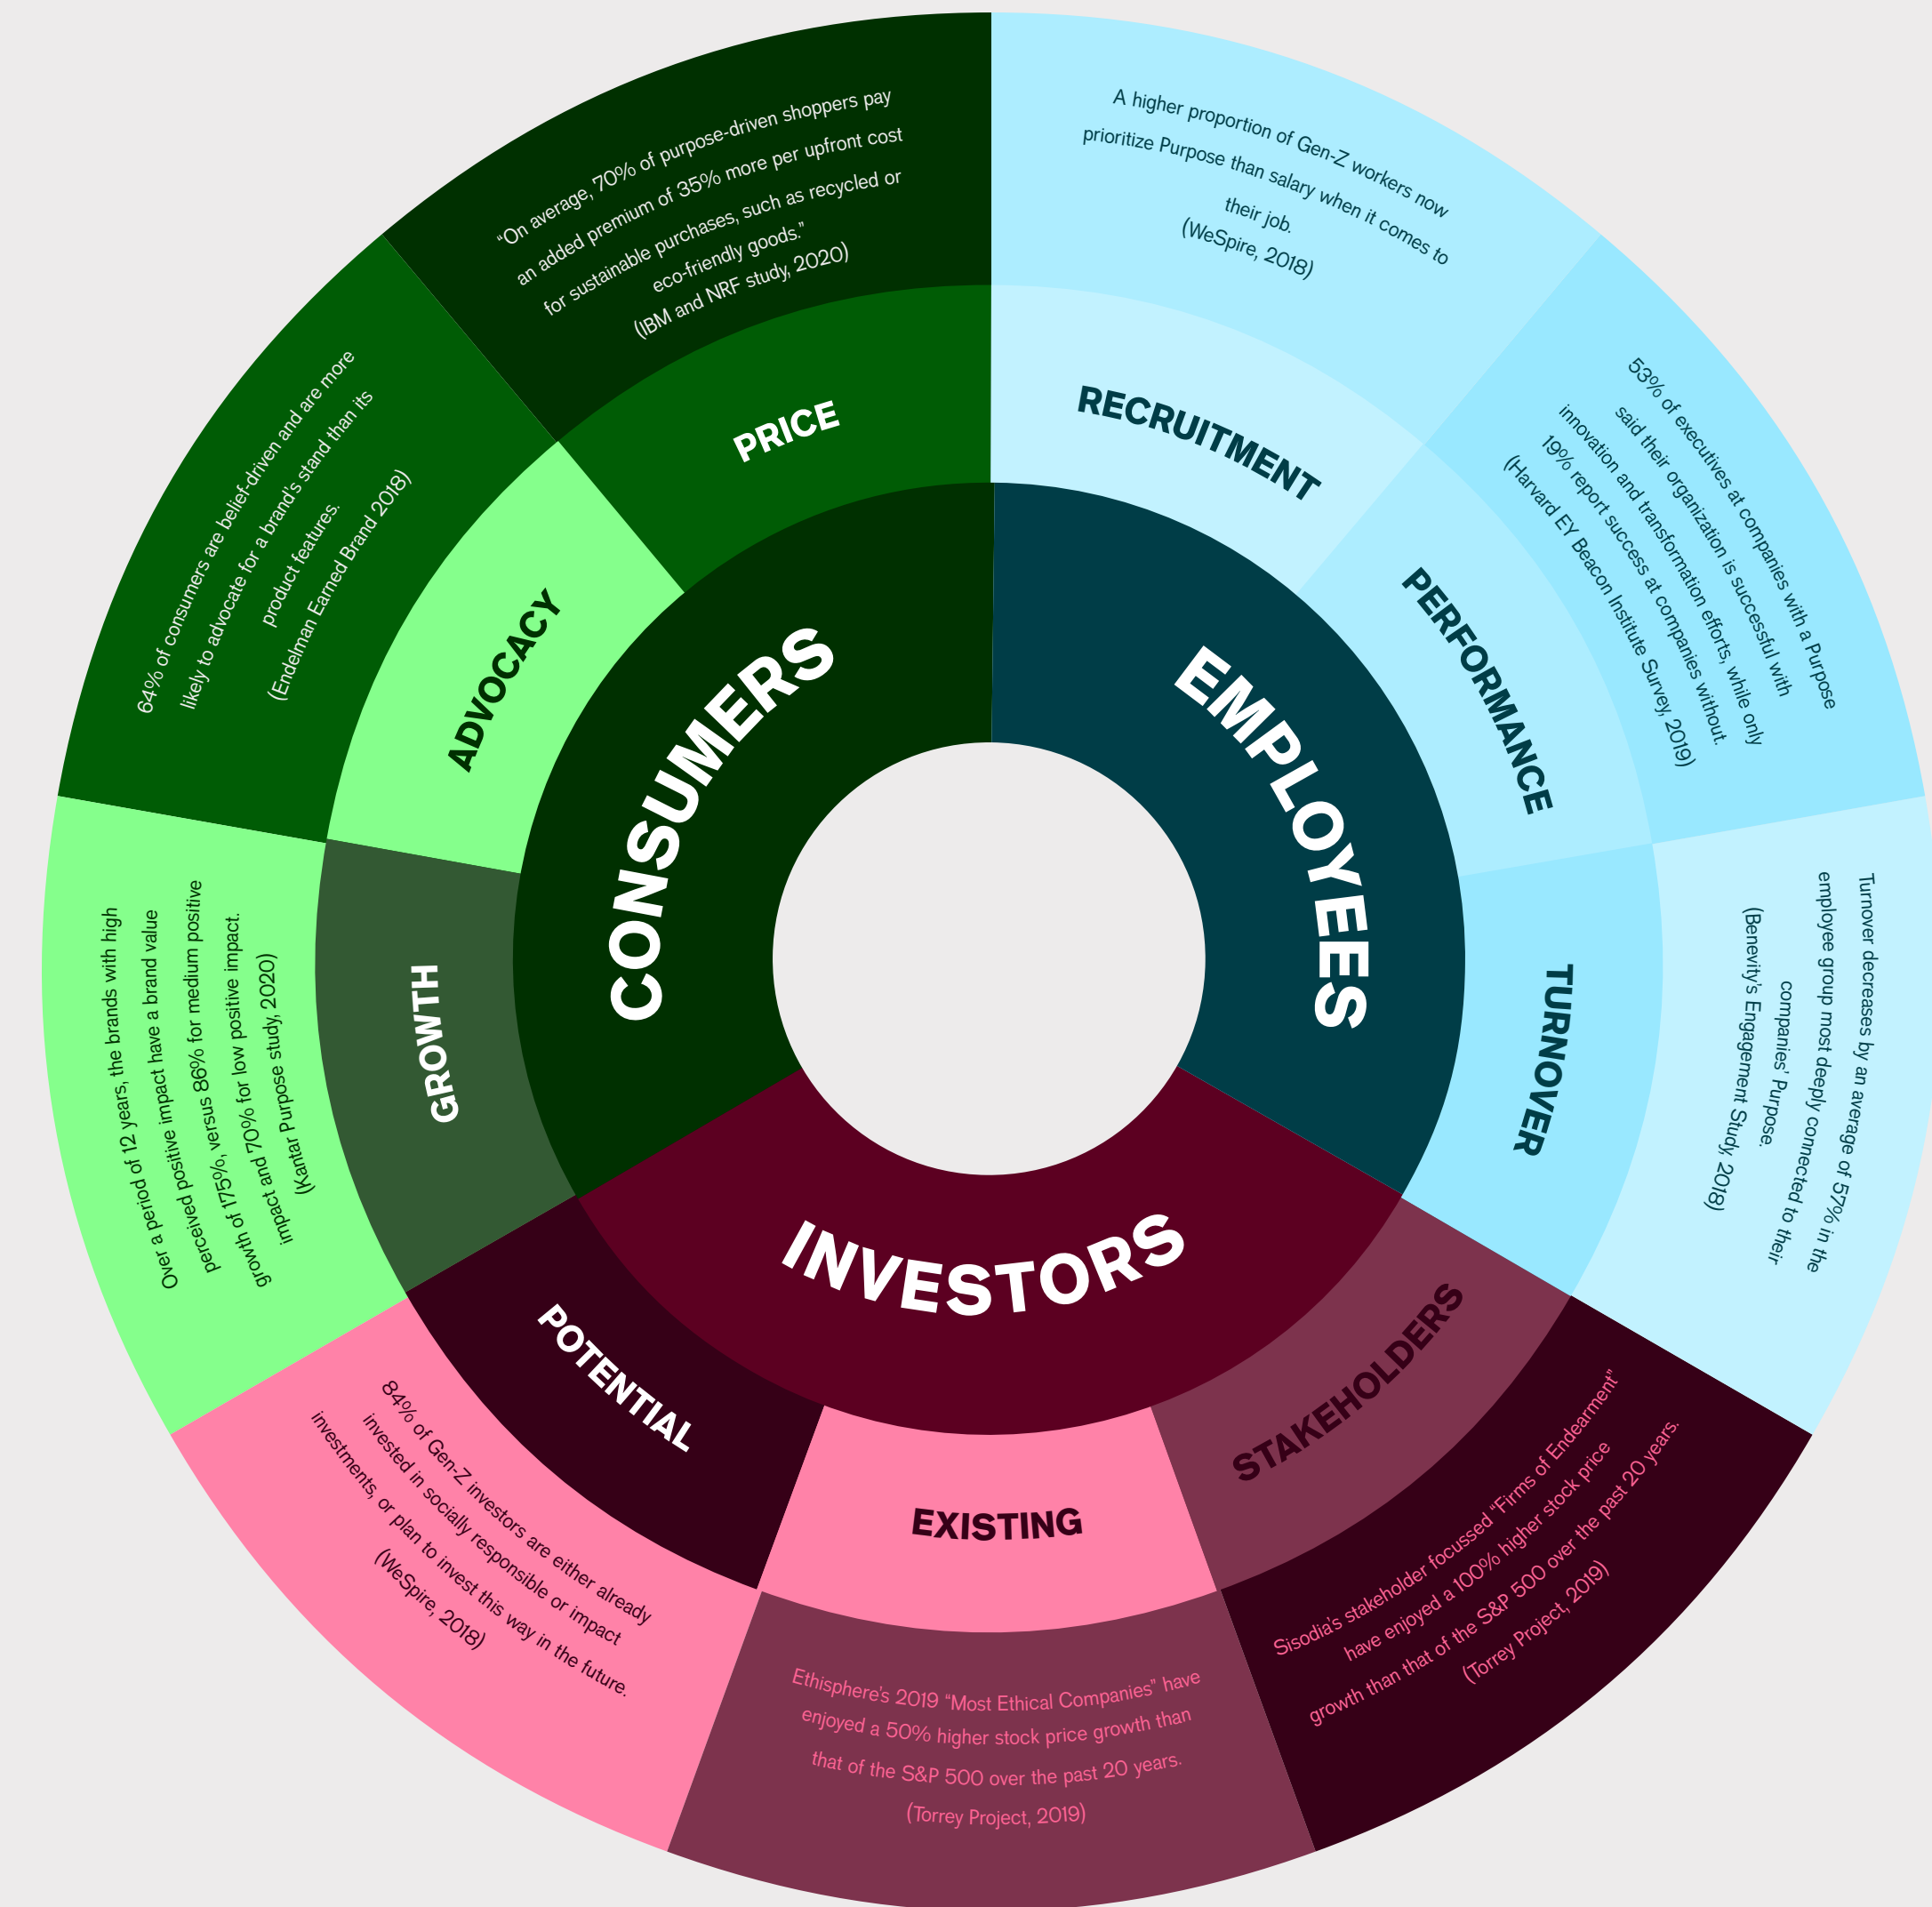 CONSUMERS
PRICE
“On average, 70% of purpose-driven shoppers pay
an added premium of 35% more per upfront cost
for sustainable purchases, such as recycled or
eco-friendly goods.”
(IBM and NRF study, 2020)
ADVOCACY
64% of consumers are belief-driven and are more
likely to advocate for a brand’s stand than its
product features.
(Endelman Earned Brand 2018)
GROWTH
Over a period of 12 years, the brands with high
perceived positive impact have a brand value
growth of 175%, versus 86% for medium positive
impact and 70% for low positive impact.
(Kantar Purpose study, 2020)
EMPLOYEES
RECRUITMENT
A higher proportion of Gen-Z workers now
prioritize Purpose than salary when it comes to
their job.
(WeSpire, 2018)
PERFORMANCE
53% of executives at companies with a Purpose
said their organization is successful with
innovation and transformation efforts, while only
19% report success at companies without.
(Harvard EY Beacon Institute Survey, 2019)
TURNOVER
Turnover decreases by an average of 57% in the
employee group most deeply connected to their
companies’ Purpose.
(Benevity’s Engagement Study, 2018)
INVESTORS
POTENTIAL
84% of Gen-Z investors are either already
invested in socially responsible or impact
investments, or plan to invest this way in the future.
(WeSpire, 2018)
EXISTING
Ethisphere’s 2019 “Most Ethical Companies” have
enjoyed a 50% higher stock price growth than
that of the S&P 500 over the past 20 years.
(Torrey Project, 2019)
STAKEHOLDERS
Sisodia’s stakeholder focussed “Firms of Endearment”
have enjoyed a 100% higher stock price
growth than that of the S&P 500 over the past 20 years.
(Torrey Project, 2019)